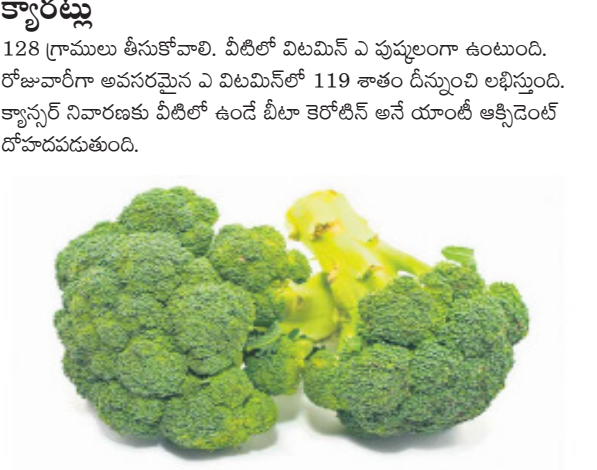 క్యారట్లు
128 గ్రాములు తీసుకోవాలి. వీటిలో విటమిన్ ఎ పుష్కలంగా ఉంటుంది.
రోజువారీగా అవసరమైన ఎ విటమిన్‌లో 119 శాతం దీన్నుంచి లభిస్తుంది.
క్యాన్సర్ నివారణకు వీటిలో ఉండే బీటా కెరోటిన్ అనే యాంటీ ఆక్సిడెంట్
దోహదపడుతుంది.